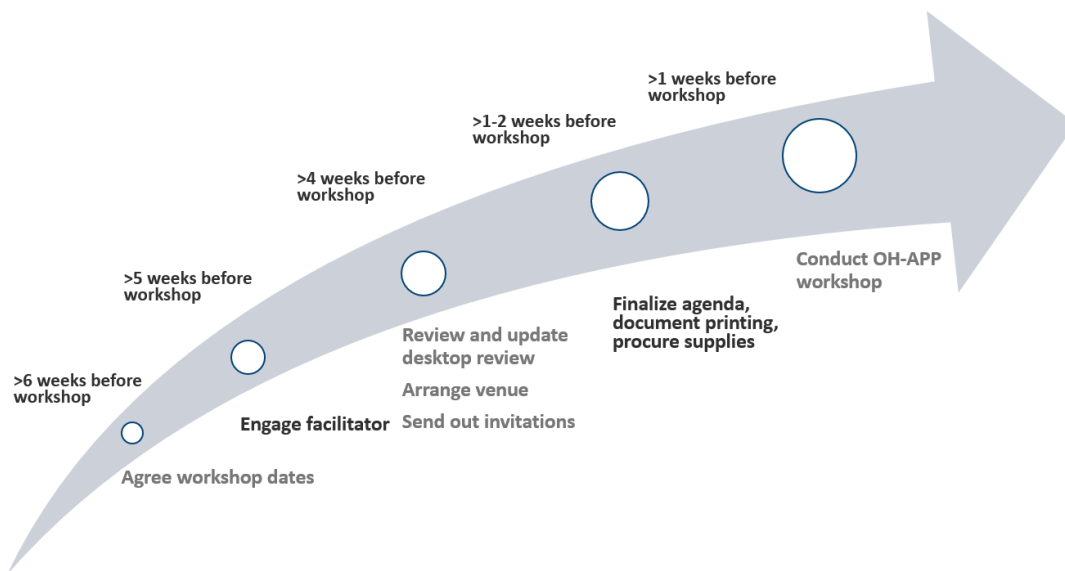 >6 weeks before
workshop
Agree workshop dates
>5 weeks before
workshop
Engage facilitator
>4 weeks before
workshop
Review and update
desktop review
Arrange venue
Send out invitations
>1-2 weeks before
workshop
Finalize agenda,
document printing,
procure supplies
>1 weeks before
workshop
Conduct OH-APP
workshop